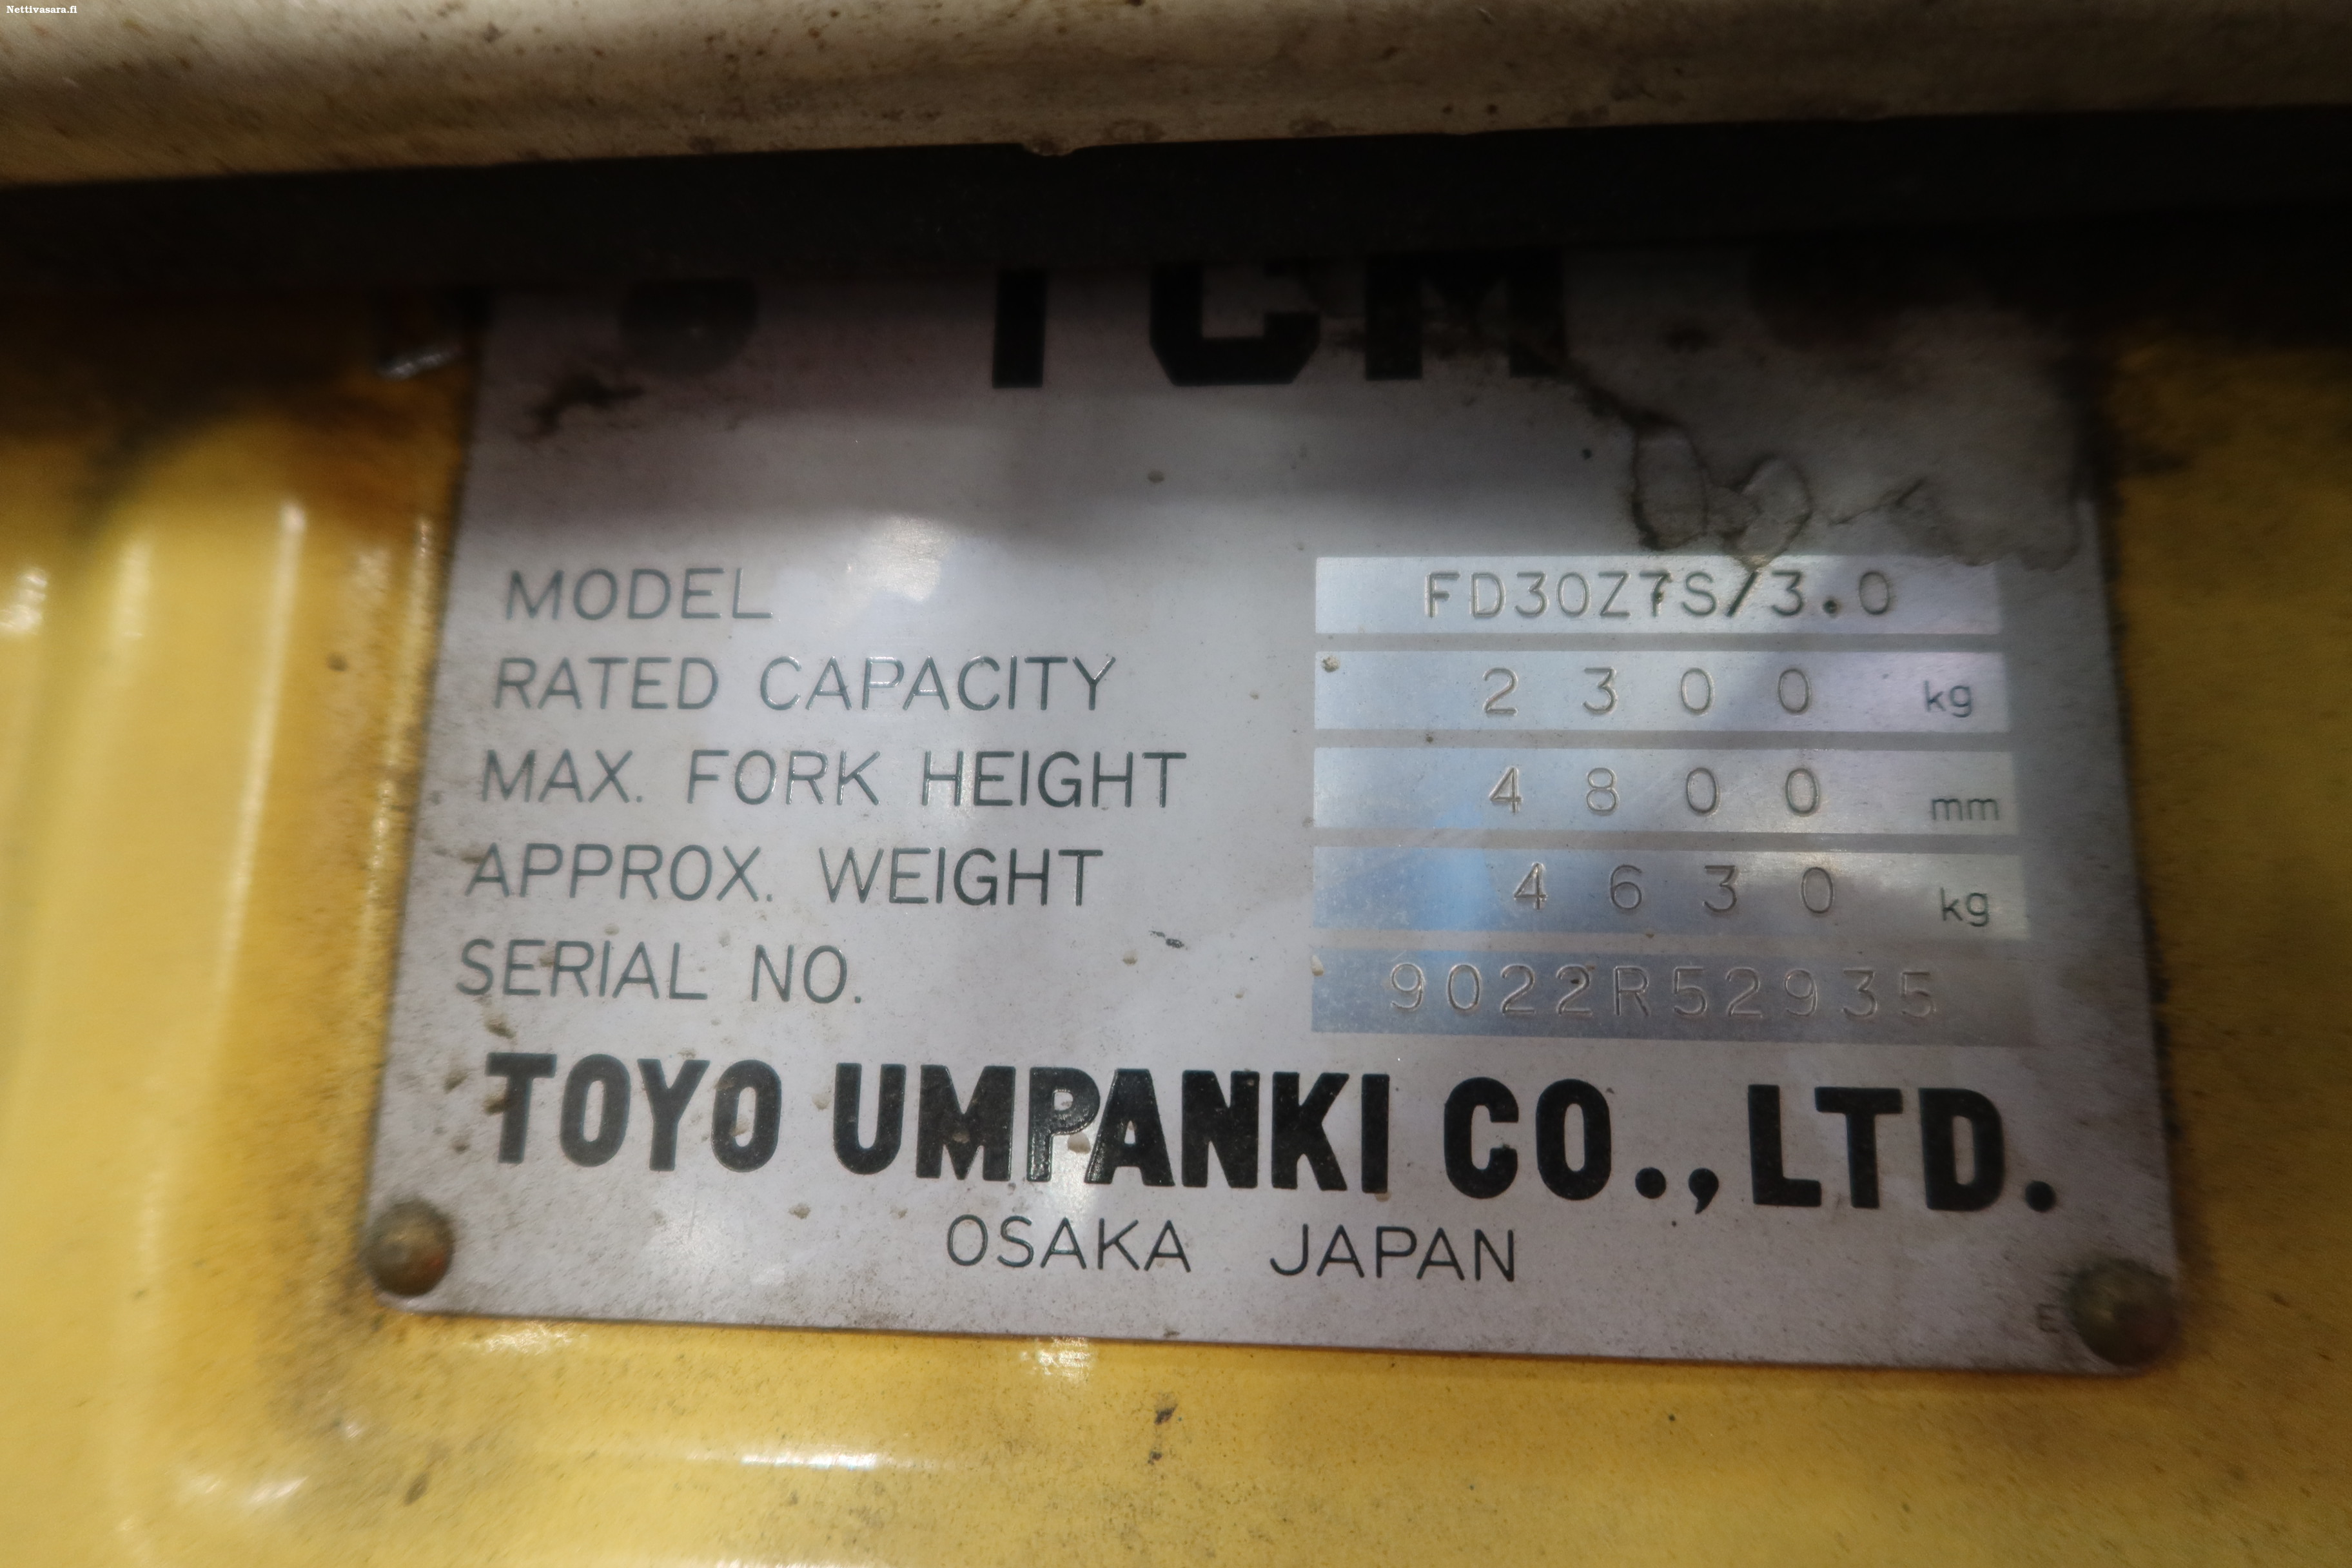 Nettivasara.fi
TCM
MODEL FD30Z7S/3.0
RATED CAPACITY 2300 kg
MAX. FORK HEIGHT 4800 mm
APPROX. WEIGHT 4630 kg
SERIAL NO. 9022R52935
TOYO UMPANKI CO., LTD.
OSAKA JAPAN
E